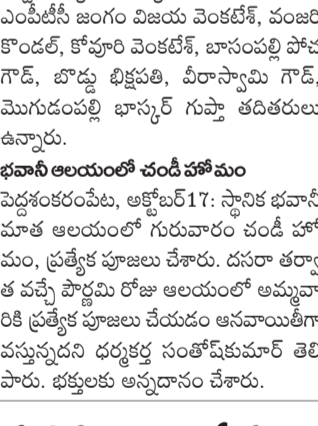 ఎంపీటీసీ జంగం విజయ వెంకటేశ్, వంజరి
కొండల్, కోవూరి వెంకటేశ్, బాసంపల్లి పోచ
గౌడ్, బొడ్డు భిక్షపతి, వీరాస్వామి గౌడ్,
మొగుడంపల్లి భాస్కర్ గుప్తా తదితరులు
ఉన్నారు.
భవానీ ఆలయంలో చండీ హోమం
పెద్దశంకరంపేట, అక్టోబర్17: స్థానిక భవానీ
మాత ఆలయంలో గురువారం చండీ హో
మం, ప్రత్యేక పూజలు చేశారు. దసరా తర్వా
త వచ్చే పౌర్ణమి రోజు ఆలయంలో అమ్మవా
రికి ప్రత్యేక పూజలు చేయడం ఆనవాయితీగా
వస్తున్నదని ధర్మకర్త సంతోష్‌కుమార్ తెలి
పారు. భక్తులకు అన్నదానం చేశారు.